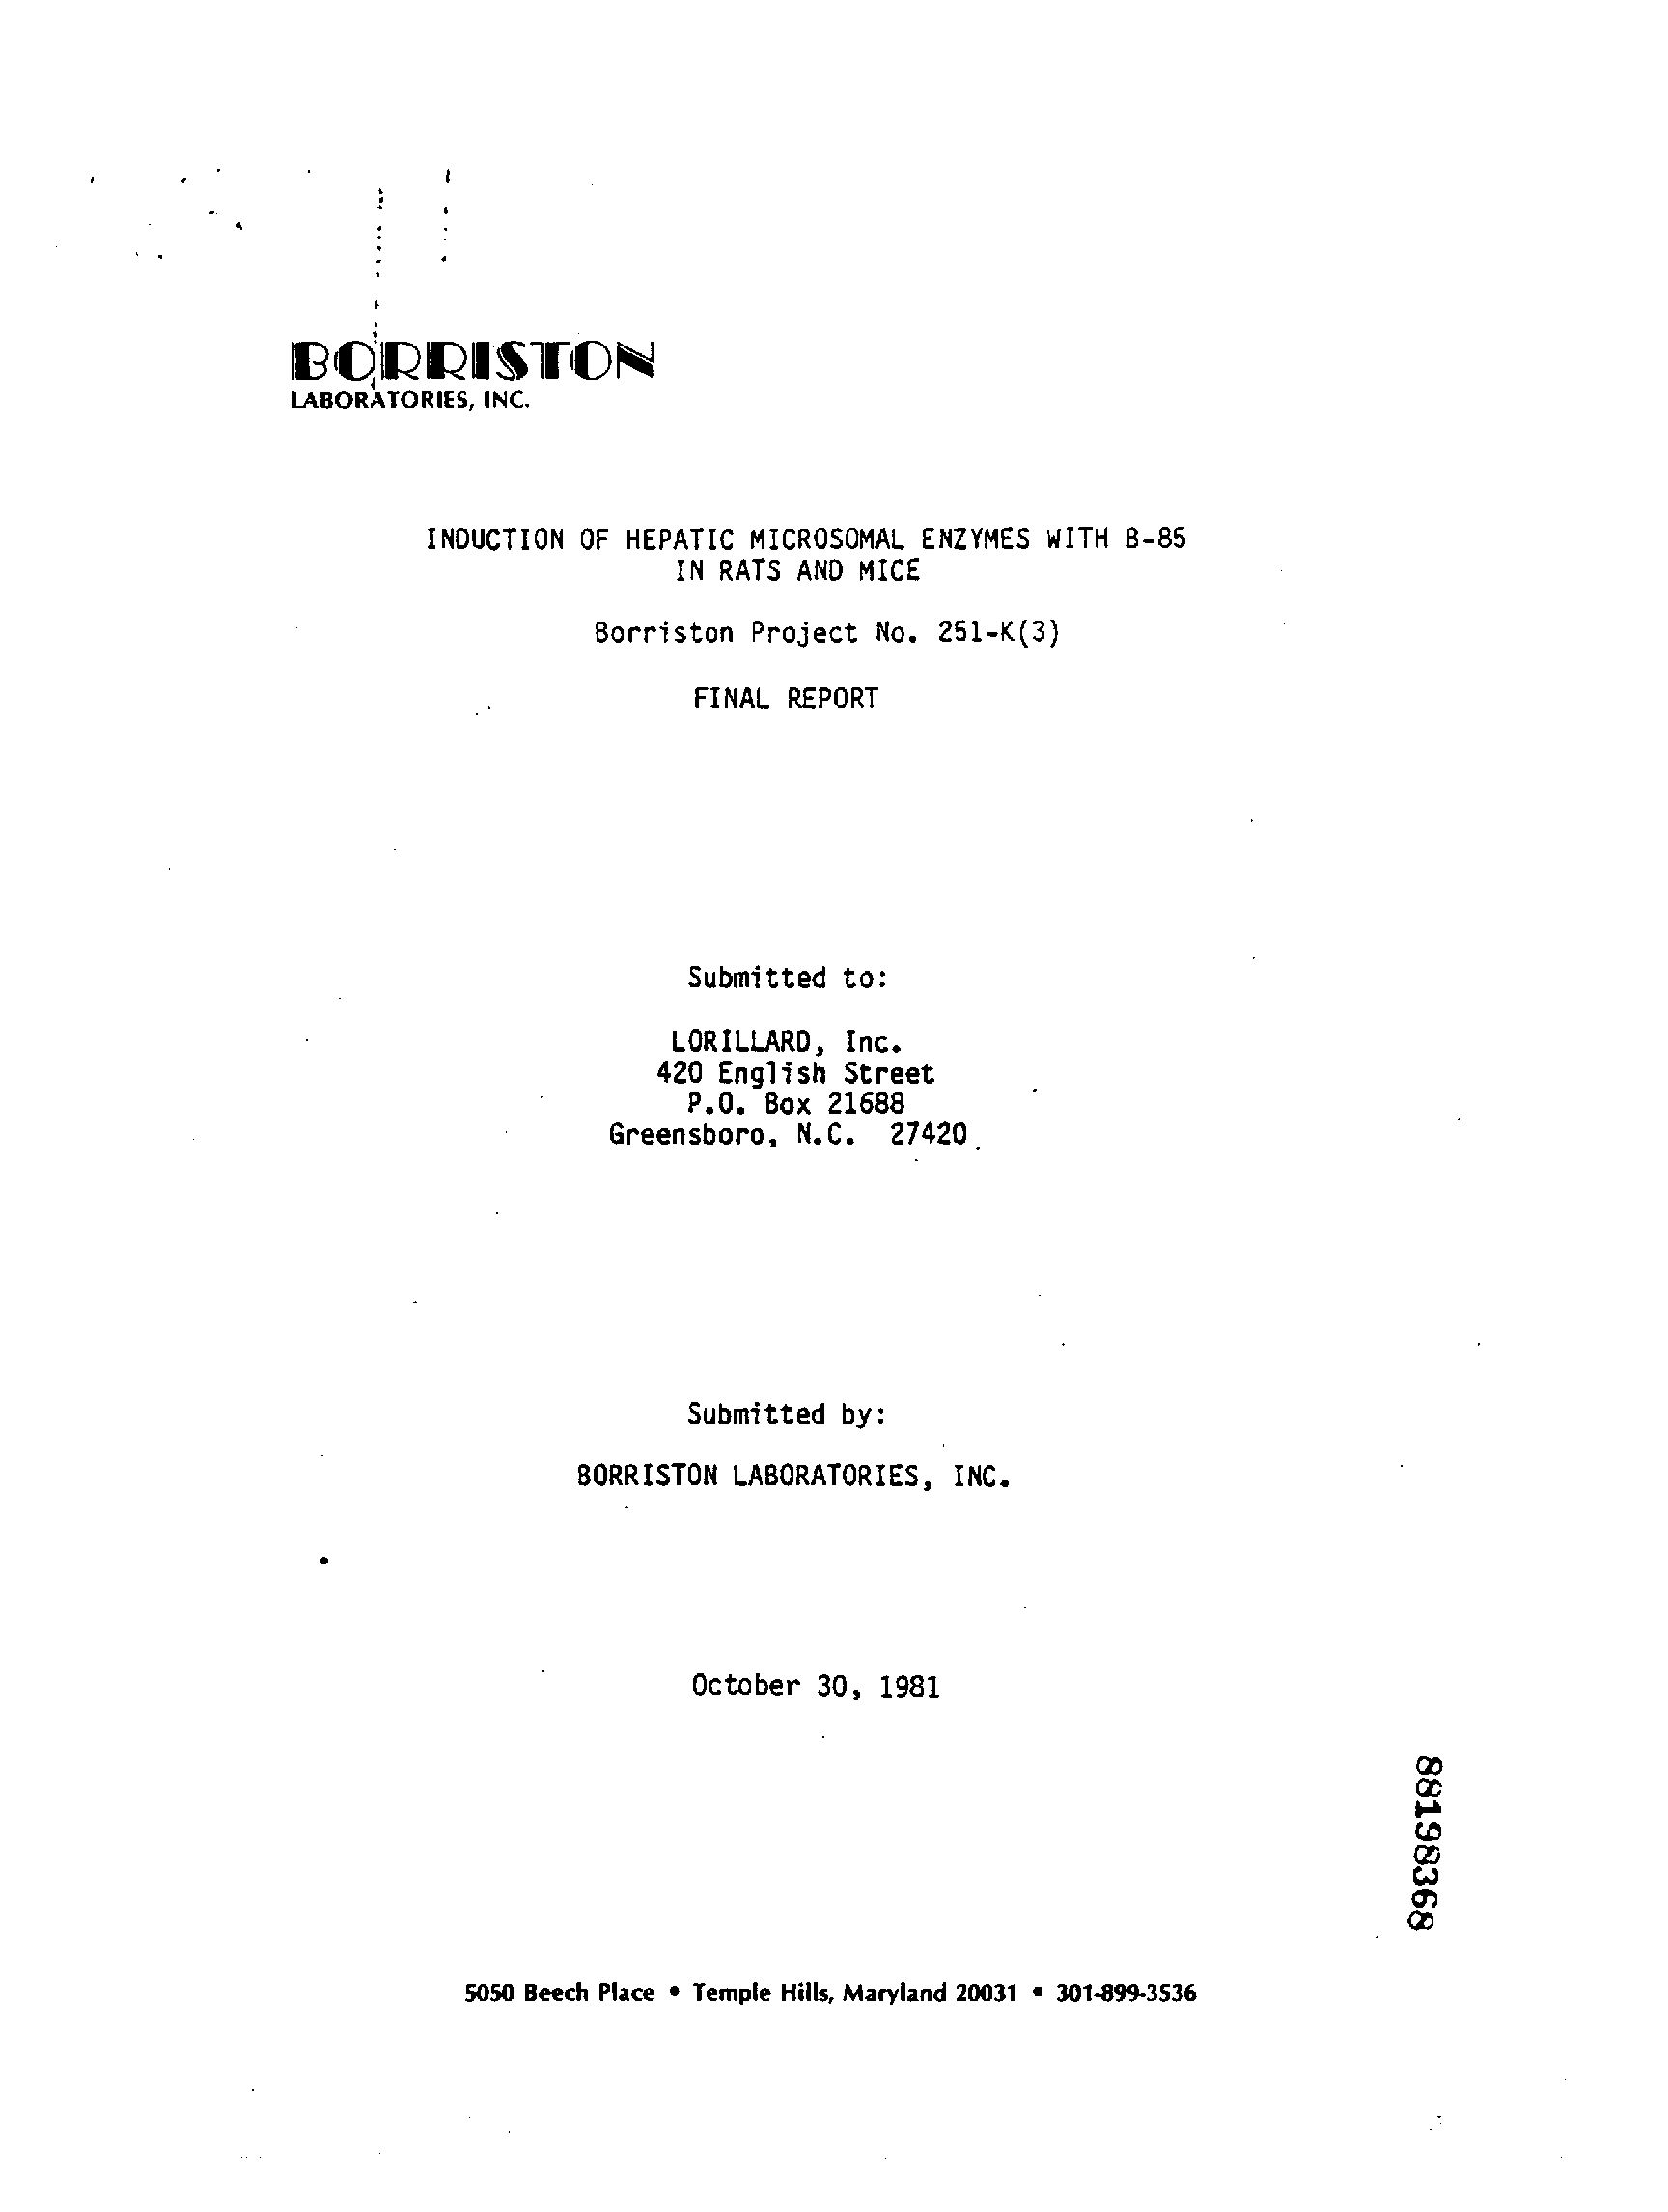 BORRISTON
LABORATORIES, INC.
INDUCTION OF HEPATIC MICROSOMAL ENZYMES WITH B-85
IN RATS AND MICE
Borriston Project No. 251-K(3)
FINAL REPORT
Submitted to:
LORILLARD, Inc.
420 English Street
P.O. Box 21688
Greensboro, N.C. 27420
Submitted by:
BORRISTON LABORATORIES, INC.
October 30, 1981
88198368
5050 Beech Place • Temple Hills, Maryland 20031 • 301-899-3536